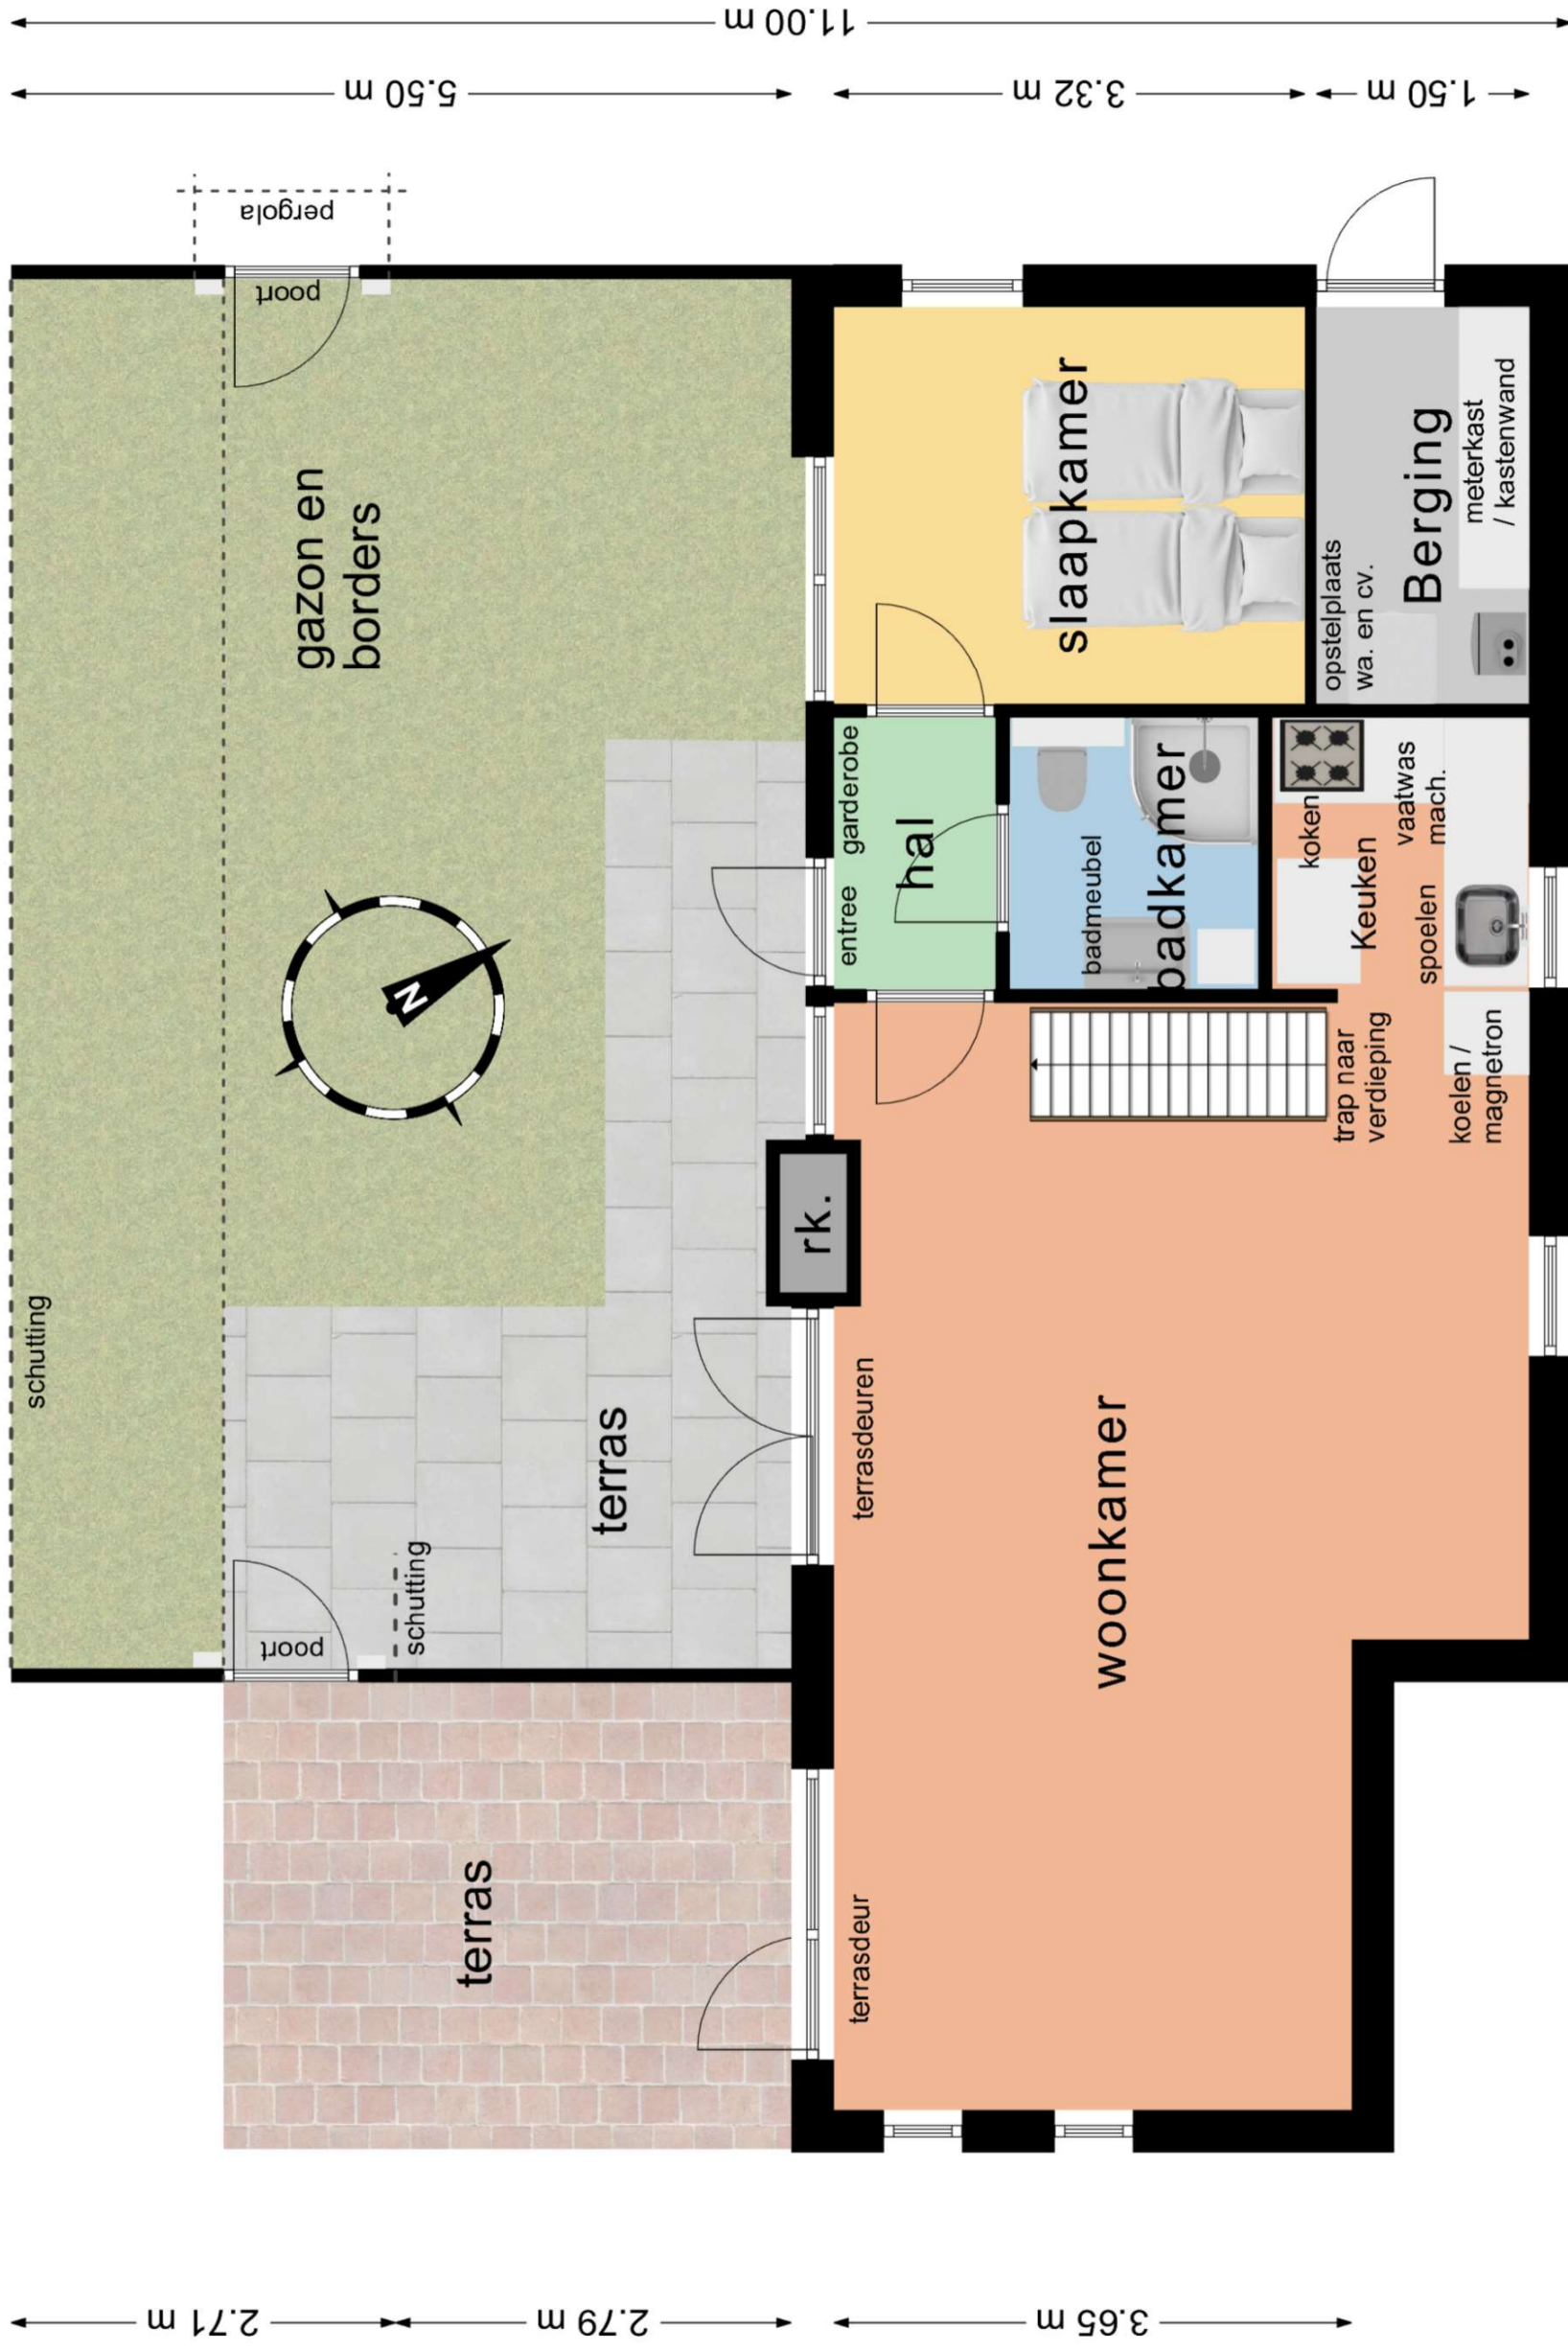 11.00 m
5.50 m
3.32 m
1.50 m
pergola
poort
gazon en
borders
slaapkamer
opstelplaats
wa. en cv.
Berging
meterkast
/ kastenwand
garderobe
entree
hal
badmeubel
badkamer
koken
Keuken
vaatwas
mach.
spoelen
N
trap naar
verdieping
koelen /
magnetron
rk.
schutting
terras
terrasdeuren
woonkamer
schutting
poort
terras
terrasdeur
2.71 m
2.79 m
3.65 m